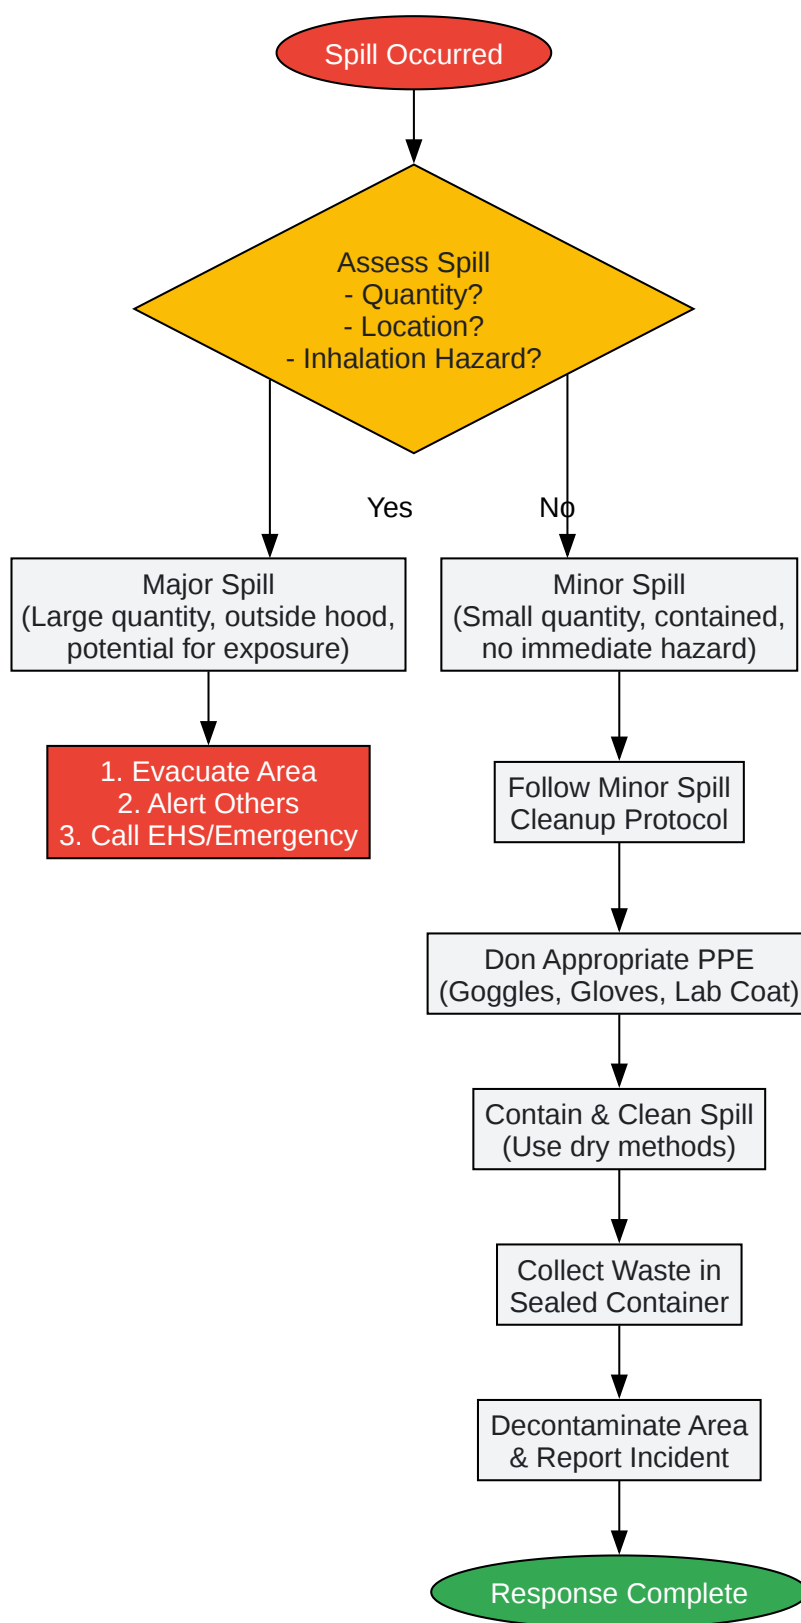 Spill Occurred
Assess Spill
- Quantity?
- Location?
- Inhalation Hazard?
Yes
No
Major Spill
(Large quantity, outside hood,
potential for exposure)
Minor Spill
(Small quantity, contained,
no immediate hazard)
1. Evacuate Area
2. Alert Others
3. Call EHS/Emergency
Follow Minor Spill
Cleanup Protocol
Don Appropriate PPE
(Goggles, Gloves, Lab Coat)
Contain & Clean Spill
(Use dry methods)
Collect Waste in
Sealed Container
Decontaminate Area
& Report Incident
Response Complete